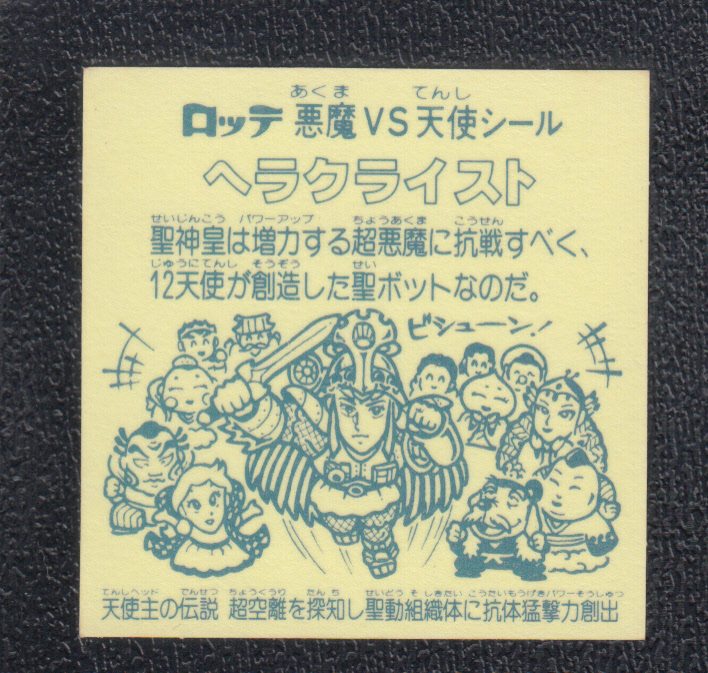 あくま てんし
ロッテ 悪魔VS天使シール
ヘラクライスト
せいじんこう パワーアップ ちょうあくま こうせん
聖神皇は増力する超悪魔に抗戦すべく、
じゅうにてんし そうぞう せい
12天使が創造した聖ボットなのだ。
ビシューン!
てんしヘッド でんせつ ちょうくうり たんち せいどうそしきたい こうたいもうげきパワーそうしゅつ
天使主の伝説 超空離を探知し聖動組織体に抗体猛撃力創出